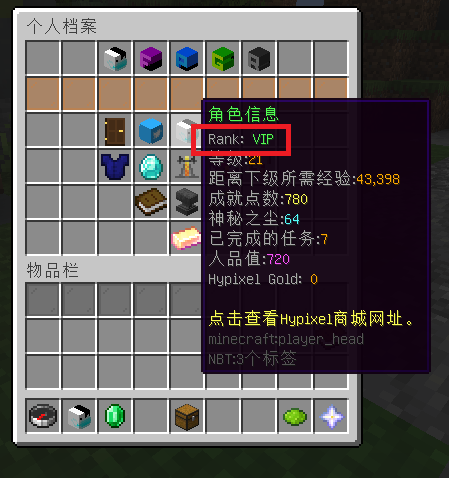 个人档案
角色信息
Rank: VIP
等级:21
距离下级所需经验:43,398
成就点数:780
神秘之尘:64
已完成的任务:7
人品值:720
Hypixel Gold: 0
点击查看Hypixel商城网址。
minecraft:player_head
NBT:3个标签
物品栏